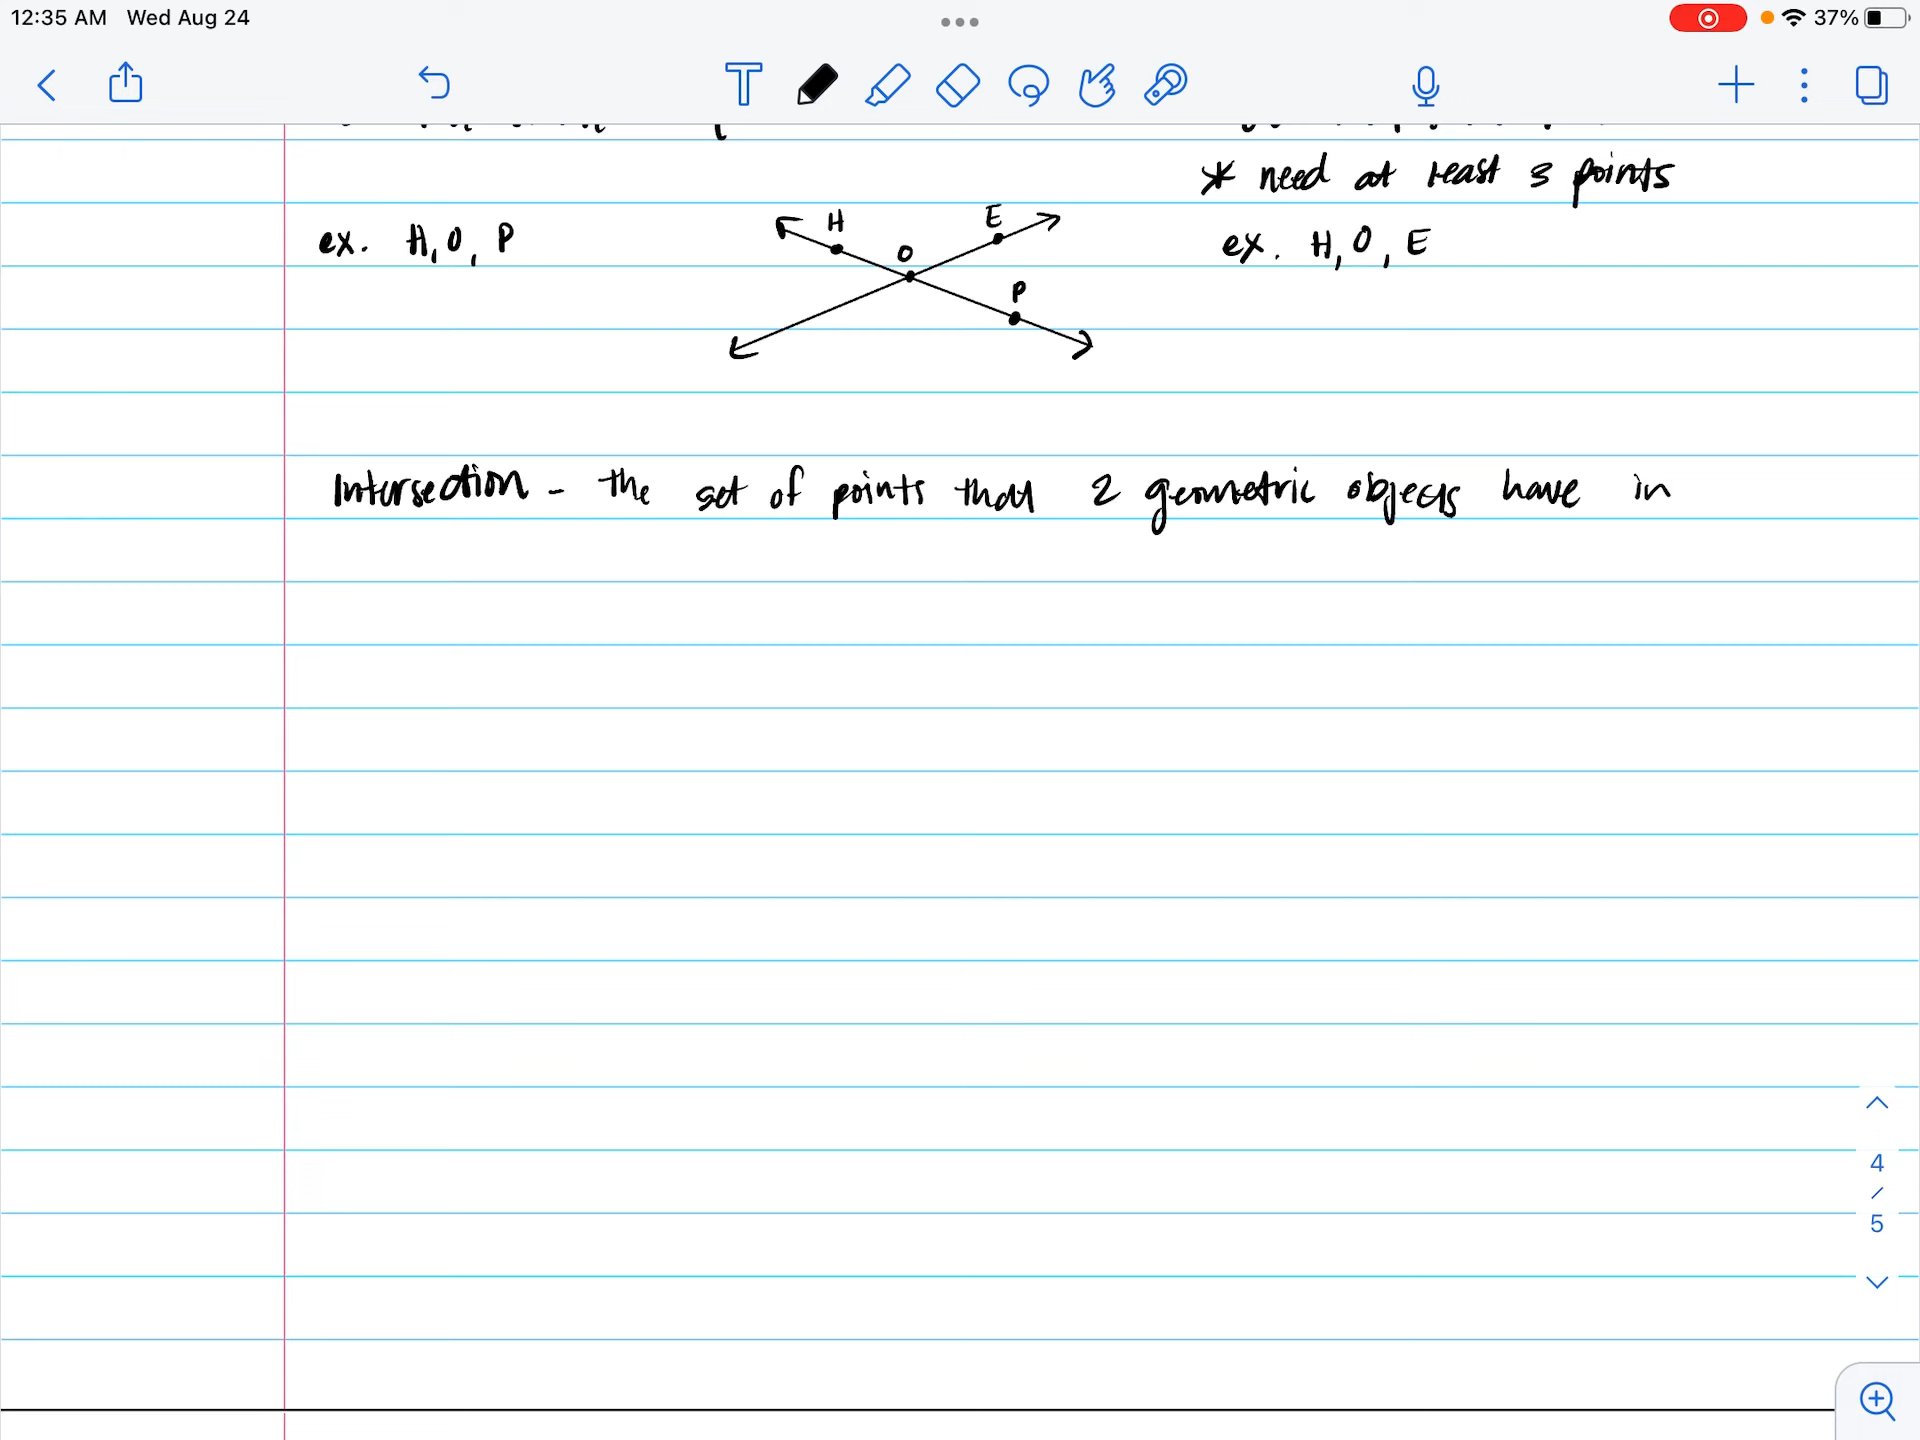 12:35 AM Wed Aug 24
37%
* need at least 3 points
ex. H, O, P
H
E
O
P
ex. H, O, E
Intersection - the set of points that 2 geometric objects have in
4
/
5